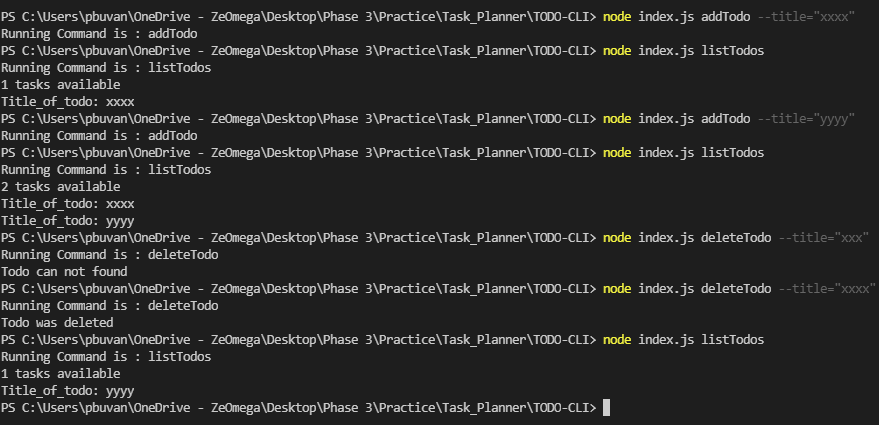 PS C:\Users\pbuvan\OneDrive - ZeOmega\Desktop\Phase 3\Practice\Task_Planner\TODO-CLI> node index.js addTodo --title="xxxx"
Running Command is : addTodo
PS C:\Users\pbuvan\OneDrive - ZeOmega\Desktop\Phase 3\Practice\Task_Planner\TODO-CLI> node index.js listTodos
Running Command is : listTodos
1 tasks available
Title_of_todo: xxxx
PS C:\Users\pbuvan\OneDrive - ZeOmega\Desktop\Phase 3\Practice\Task_Planner\TODO-CLI> node index.js addTodo --title="yyyy"
Running Command is : addTodo
PS C:\Users\pbuvan\OneDrive - ZeOmega\Desktop\Phase 3\Practice\Task_Planner\TODO-CLI> node index.js listTodos
Running Command is : listTodos
2 tasks available
Title_of_todo: xxxx
Title_of_todo: yyyy
PS C:\Users\pbuvan\OneDrive - ZeOmega\Desktop\Phase 3\Practice\Task_Planner\TODO-CLI> node index.js deleteTodo --title="xxx"
Running Command is : deleteTodo
Todo can not found
PS C:\Users\pbuvan\OneDrive - ZeOmega\Desktop\Phase 3\Practice\Task_Planner\TODO-CLI> node index.js deleteTodo --title="xxxx"
Running Command is : deleteTodo
Todo was deleted
PS C:\Users\pbuvan\OneDrive - ZeOmega\Desktop\Phase 3\Practice\Task_Planner\TODO-CLI> node index.js listTodos
Running Command is : listTodos
1 tasks available
Title_of_todo: yyyy
PS C:\Users\pbuvan\OneDrive - ZeOmega\Desktop\Phase 3\Practice\Task_Planner\TODO-CLI>